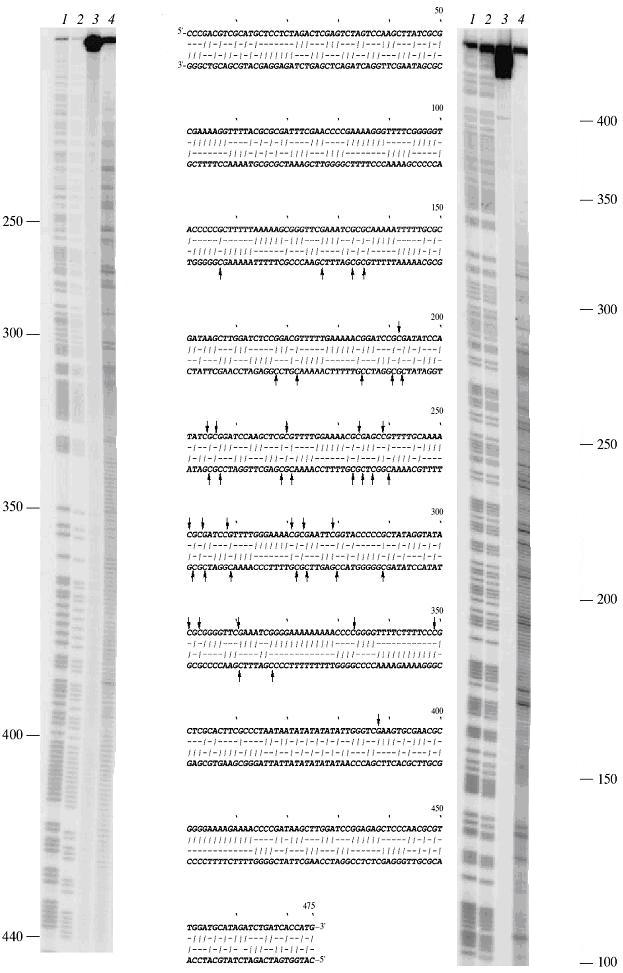 1 2 3 4
250
300
350
400
440
50
5'-CCCGACGTCGCATGCTCCTCTAGACTCGAGTCTAGTCCAAGCTTATCGCG
3'-GGGCTGCAGCGTACGAGGAGATCTGAGCTCAGATCAGGTTCGAATAGCGC
100
CGAAAAGGTTTTACGCGCGATTTCGAACCCCGAAAAGGGTTTTCGGGGGT
GCTTTTCCAAAATGCGCGCTAAAGCTTGGGGCTTTTCCCAAAAGCCCCCA
150
ACCCCCGCTTTTTAAAAAGCGGGTTCGAAATCGCGCAAAAATTTTTGCGC
TGGGGGCGAAAAATTTTTCGCCCAAGCTTTAGCGCGTTTTTAAAAACGCG
200
GATAAGCTTGGATCTCCGGACGTTTTTGAAAAACGGATCCGCGATATCCA
CTATTCGAACCTAGAGGCCTGCAAAAACTTTTTGCCTAGGCGCTATAGGT
250
TATCGCGGATCCAAGCTCGCGTTTTGGAAAACGCGAGCCGTTTTGCAAAA
ATAGCGCCTAGGTTCGAGCGCAAAACCTTTTGCGCTCGGCAAAACGTTTT
300
CGCGATCCGTTTTGGGAAAACGCGAATTCGGTACCCCCGCTATAGGTATA
GCGCTAGGCAAAACCCTTTTGCGCTTGAGCCATGGGGGCGATATCCATAT
350
CGCGGGGTTCGAAATCGGGGAAAAAAAAACCCCGGGGTTTTCTTTTCCCG
GCGCCCCAAGCTTTAGCCCCTTTTTTTTTGGGGCCCCAAAAGAAAAGGGC
400
CTCGCACTTCGCCCTAATAATATATATATATTGGGTCGAAGTGCGAACGC
GAGCGTGAAGCGGGATTATTATATATATATAACCCAGCTTCACGCTTGCG
450
GGGGAAAAGAAAACCCCGATAAGCTTGGATCCGGAGAGCTCCCAACGCGT
CCCCTTTTCTTTTGGGGCTATTCGAACCTAGGCCTCTCGAGGGTTGCGCA
475
TGGATGCATAGATCTGATCACCATG-3'
ACCTACGTATCTAGACTAGTGGTAC-5'
1 2 3 4
400
350
300
250
200
150
100